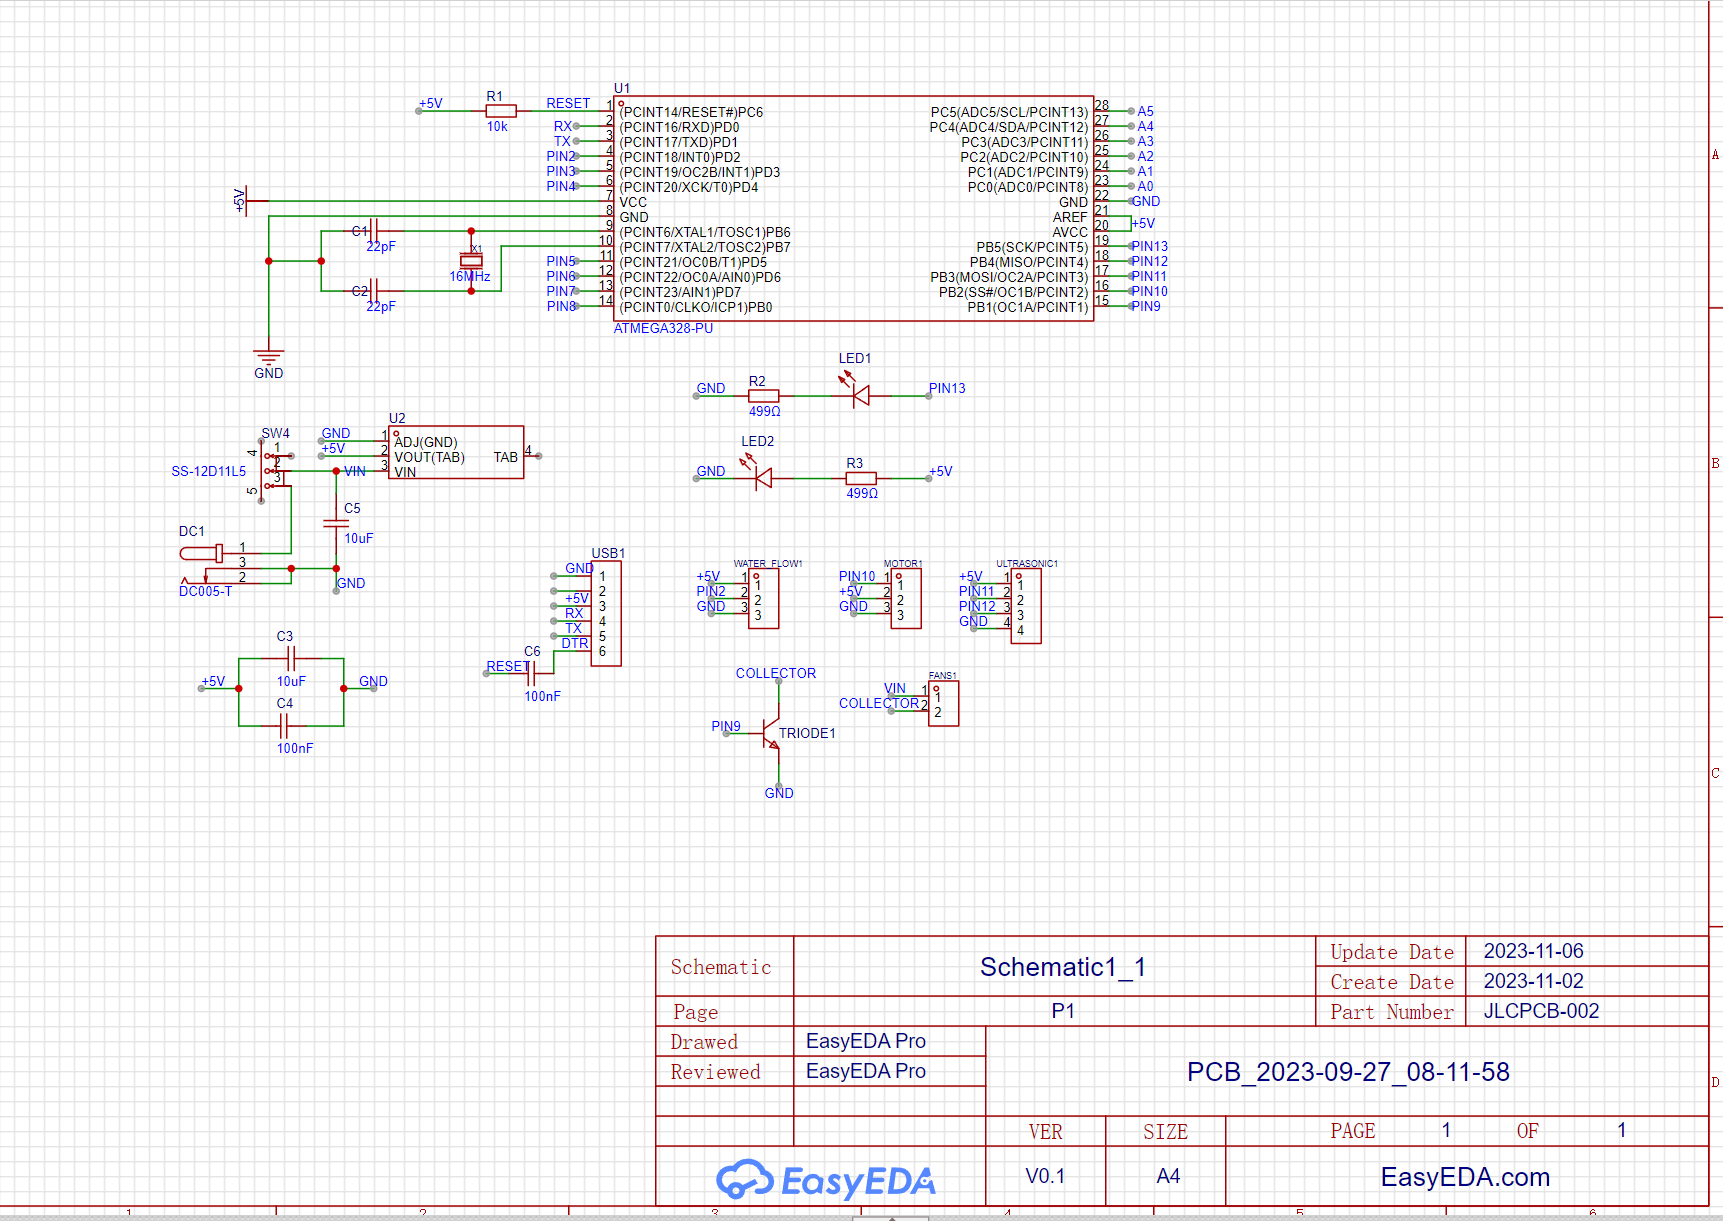 U1
+5V R1 10k RESET
RX
TX
PIN2
PIN3
PIN4
1 (PCINT14/RESET#)PC6
2 (PCINT16/RXD)PD0
3 (PCINT17/TXD)PD1
4 (PCINT18/INT0)PD2
5 (PCINT19/OC2B/INT1)PD3
6 (PCINT20/XCK/T0)PD4
7 VCC
8 GND
9 (PCINT6/XTAL1/TOSC1)PB6
10 (PCINT7/XTAL2/TOSC2)PB7
11 (PCINT21/OC0B/T1)PD5
12 (PCINT22/OC0A/AIN0)PD6
13 (PCINT23/AIN1)PD7
14 (PCINT0/CLKO/ICP1)PB0
PC5(ADC5/SCL/PCINT13) 28 A5
PC4(ADC4/SDA/PCINT12) 27 A4
PC3(ADC3/PCINT11) 26 A3
PC2(ADC2/PCINT10) 25 A2
PC1(ADC1/PCINT9) 24 A1
PC0(ADC0/PCINT8) 23 A0
GND 22 GND
AREF 21
+5V
AVCC 20
PB5(SCK/PCINT5) 19 PIN13
PB4(MISO/PCINT4) 18 PIN12
PB3(MOSI/OC2A/PCINT3) 17 PIN11
PB2(SS#/OC1B/PCINT2) 16 PIN10
PB1(OC1A/PCINT1) 15 PIN9
ATMEGA328-PU
+5V
C1
22pF
X1
16MHz
C2
22pF
PIN5
PIN6
PIN7
PIN8
GND
LED1
GND R2 PIN13
499Ω
LED2
GND R3 +5V
499Ω
U2
SW4
SS-12D11L5
4
1
2
3
5
GND 1 ADJ(GND)
+5V 2 VOUT(TAB) TAB 4
VIN 3 VIN
C5
10uF
DC1
1
3
2
DC005-T
GND
USB1
GND 1
2
+5V 3
RX 4
TX 5
DTR 6
C6
RESET
100nF
WATER_FLOW1
+5V 1 1
PIN2 2 2
GND 3 3
MOTOR1
PIN10 1 1
+5V 2 2
GND 3 3
ULTRASONIC1
+5V 1 1
PIN11 2 2
PIN12 3 3
GND 4 4
C3
10uF
+5V GND
C4
100nF
COLLECTOR
PIN9 TRIODE1
GND
FANS1
VIN 1 1
COLLECTOR 2 2
A
B
C
D
Schematic Schematic1_1
Update Date 2023-11-06
Create Date 2023-11-02
Page P1 Part Number JLCPCB-002
Drawed EasyEDA Pro
Reviewed EasyEDA Pro
PCB_2023-09-27_08-11-58
VER SIZE PAGE 1 OF 1
EasyEDA V0.1 A4 EasyEDA.com
1 2 3 4 5 6